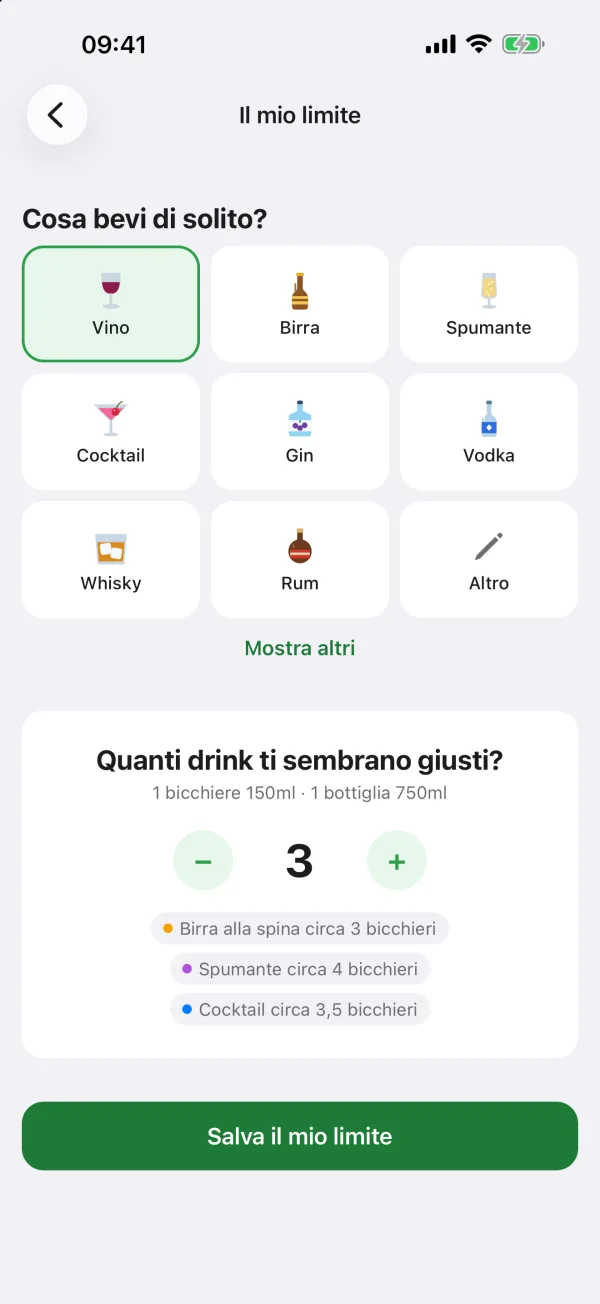 09:41
Il mio limite
Cosa bevi di solito?
Vino
Birra
Spumante
Cocktail
Gin
Vodka
Whisky
Rum
Altro
Mostra altri
Quanti drink ti sembrano giusti?
1 bicchiere 150ml · 1 bottiglia 750ml
− 3 +
Birra alla spina circa 3 bicchieri
Spumante circa 4 bicchieri
Cocktail circa 3,5 bicchieri
Salva il mio limite